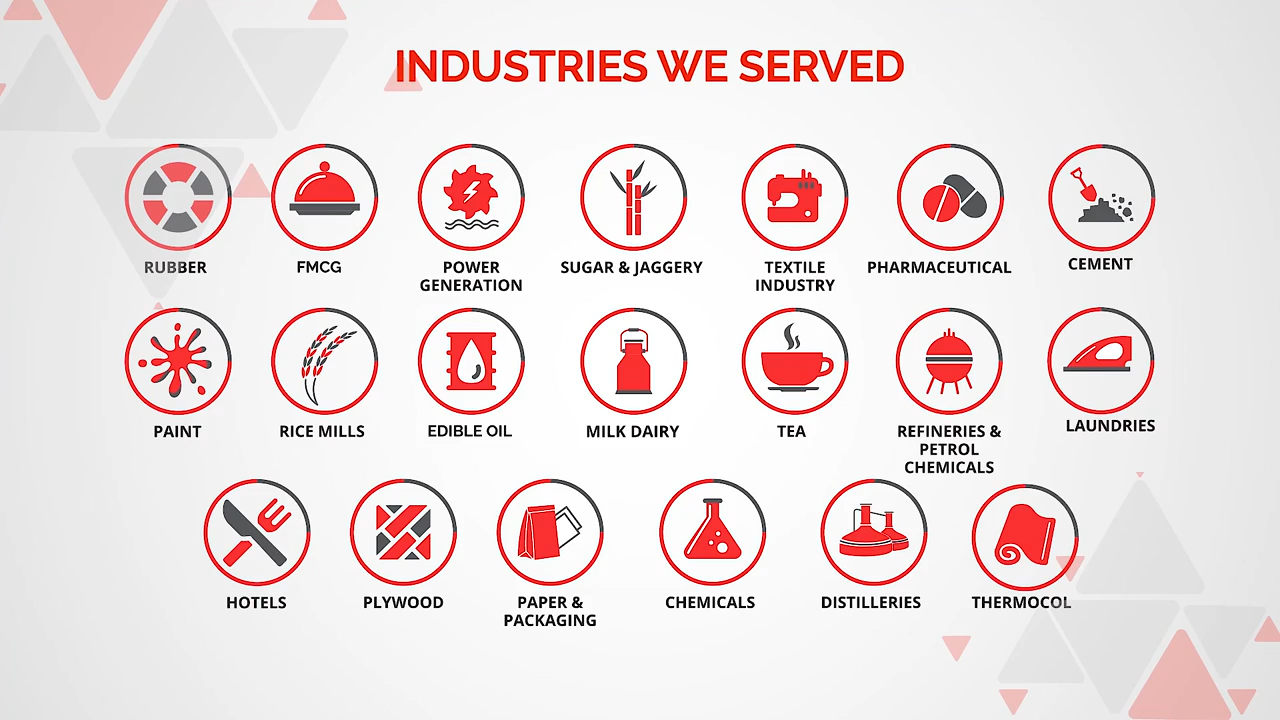 INDUSTRIES WE SERVED
RUBBER
FMCG
POWER
GENERATION
SUGAR & JAGGERY
TEXTILE
INDUSTRY
PHARMACEUTICAL
CEMENT
PAINT
RICE MILLS
EDIBLE OIL
MILK DAIRY
TEA
REFINERIES &
PETROL
CHEMICALS
LAUNDRIES
HOTELS
PLYWOOD
PAPER &
PACKAGING
CHEMICALS
DISTILLERIES
THERMOCOL